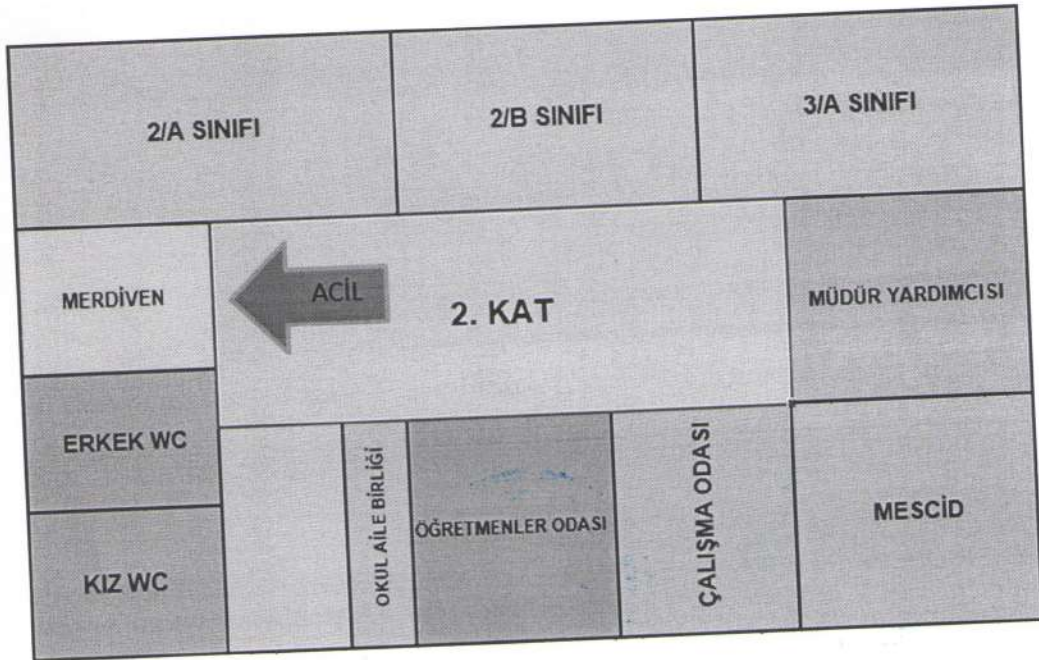 2/A SINIFI
2/B SINIFI
3/A SINIFI
MERDİVEN
ACİL
2. KAT
MÜDÜR YARDIMCISI
ERKEK WC
KIZ WC
OKUL AİLE BİRLİĞİ
ÖĞRETMENLER ODASI
ÇALIŞMA ODASI
MESCİD